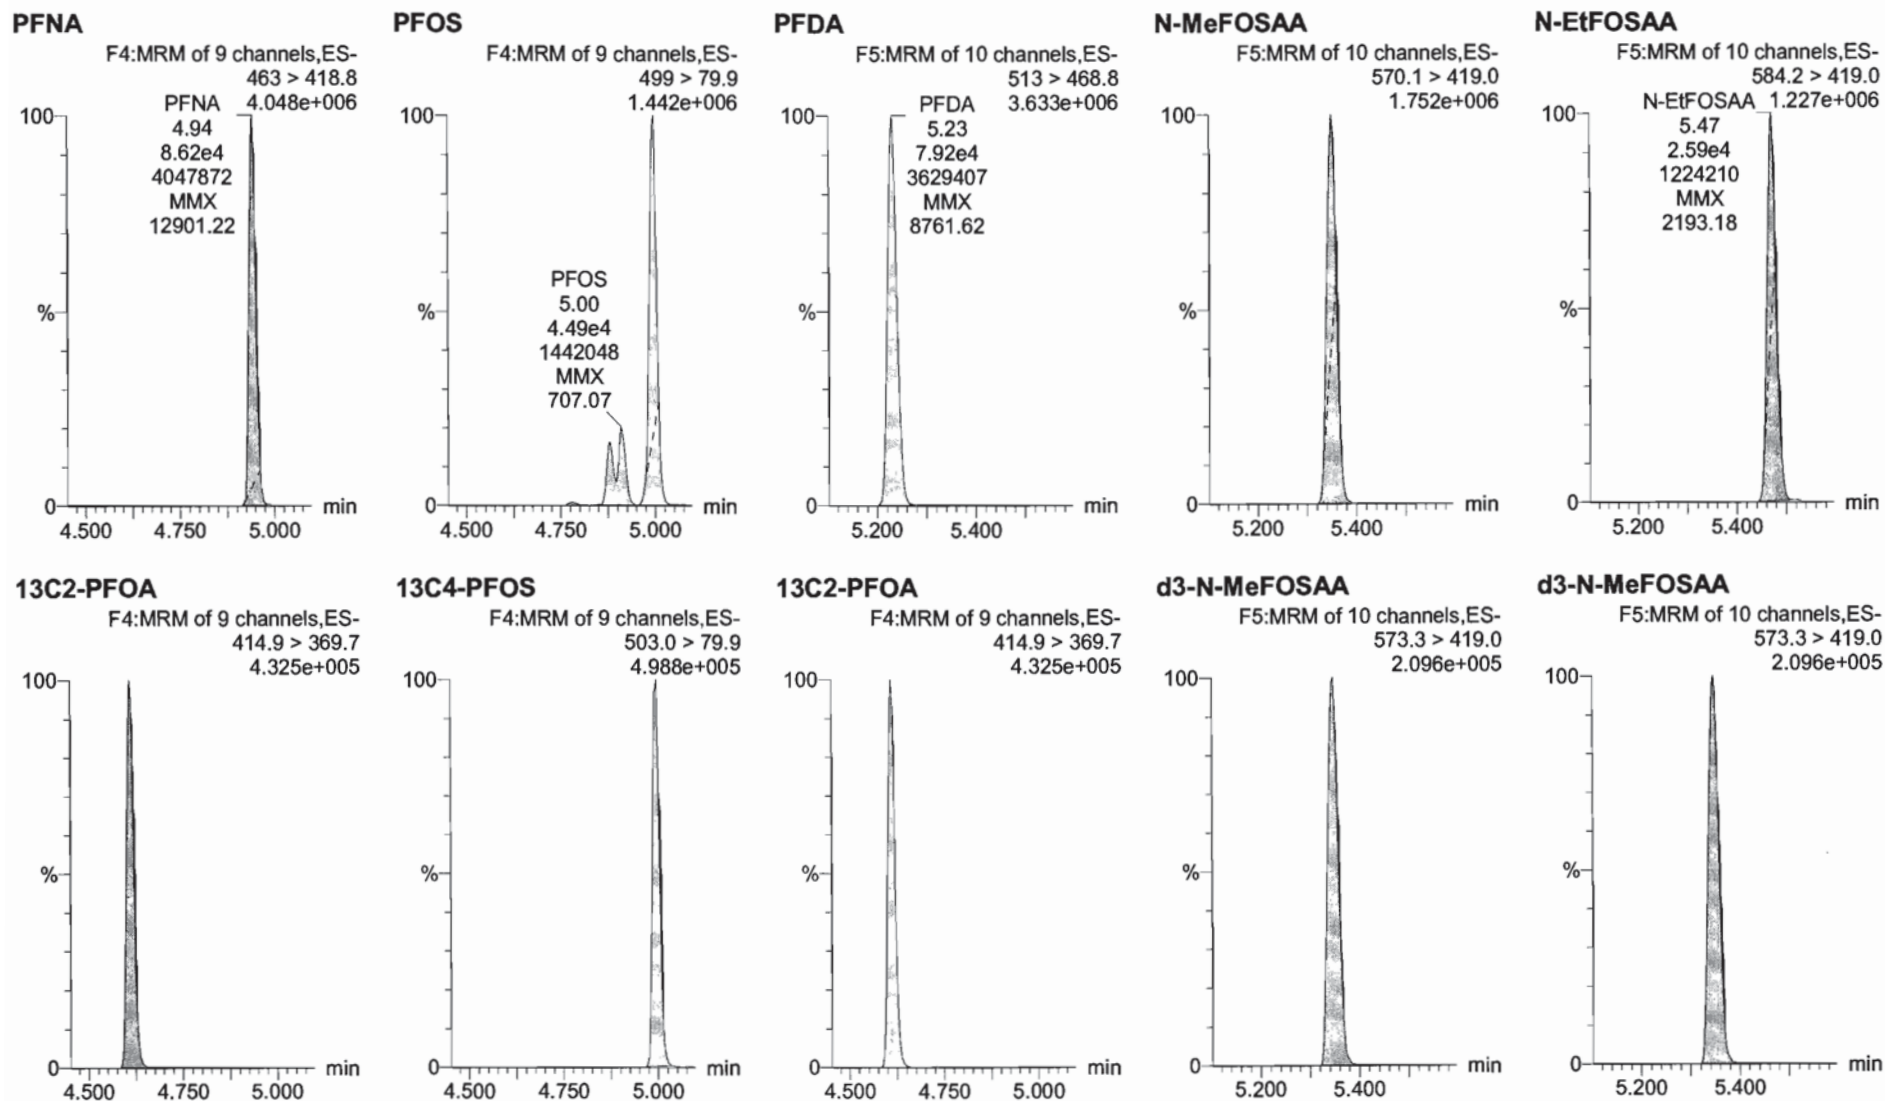 PFNA
F4:MRM of 9 channels,ES-
463 > 418.8
4.048e+006
PFNA
4.94
8.62e4
4047872
MMX
12901.22
100
%
0
4.500
4.750
5.000
min
PFOS
F4:MRM of 9 channels,ES-
499 > 79.9
1.442e+006
PFOS
5.00
4.49e4
1442048
MMX
707.07
100
%
0
4.500
4.750
5.000
min
PFDA
F5:MRM of 10 channels,ES-
513 > 468.8
3.633e+006
PFDA
5.23
7.92e4
3629407
MMX
8761.62
100
%
0
5.200
5.400
min
N-MeFOSAA
F5:MRM of 10 channels,ES-
570.1 > 419.0
1.752e+006
100
%
0
5.200
5.400
min
N-EtFOSAA
F5:MRM of 10 channels,ES-
584.2 > 419.0
1.227e+006
N-EtFOSAA
5.47
2.59e4
1224210
MMX
2193.18
100
%
0
5.200
5.400
min
13C2-PFOA
F4:MRM of 9 channels,ES-
414.9 > 369.7
4.325e+005
100
%
0
4.500
4.750
5.000
min
13C4-PFOS
F4:MRM of 9 channels,ES-
503.0 > 79.9
4.988e+005
100
%
0
4.500
4.750
5.000
min
13C2-PFOA
F4:MRM of 9 channels,ES-
414.9 > 369.7
4.325e+005
100
%
0
4.500
4.750
5.000
min
d3-N-MeFOSAA
F5:MRM of 10 channels,ES-
573.3 > 419.0
2.096e+005
100
%
0
5.200
5.400
min
d3-N-MeFOSAA
F5:MRM of 10 channels,ES-
573.3 > 419.0
2.096e+005
100
%
0
5.200
5.400
min